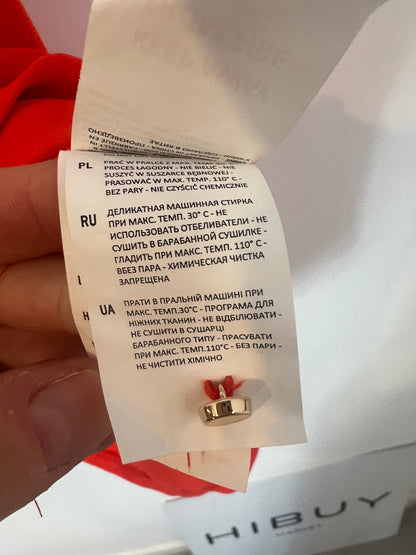 PL PRAĆ W PRALCE Z MAX. TEMP. 30° C -
PROCES ŁAGODNY - NIE BIELIĆ - NIE
SUSZYĆ W SUSZARCE BĘBNOWEJ -
PRASOWAĆ W MAX. TEMP. 110° C -
BEZ PARY - NIE CZYŚCIĆ CHEMICZNIE
RU ДЕЛИКАТНАЯ МАШИННАЯ СТИРКА
ПРИ МАКС. ТЕМП. 30° С - НЕ
ИСПОЛЬЗОВАТЬ ОТБЕЛИВАТЕЛИ - НЕ
СУШИТЬ В БАРАБАННОЙ СУШИЛКЕ -
ГЛАДИТЬ ПРИ МАКС. ТЕМП. 110° С -
ВБЕЗ ПАРА - ХИМИЧЕСКАЯ ЧИСТКА
ЗАПРЕЩЕНА
UA ПРАТИ В ПРАЛЬНІЙ МАШИНІ ПРИ
МАКС. ТЕМП.30°С - ПРОГРАМА ДЛЯ
НІЖНИХ ТКАНИН - НЕ ВІДБІЛЮВАТИ -
НЕ СУШИТИ В СУШАРЦІ
БАРАБАННОГО ТИПУ - ПРАСУВАТИ
ПРИ МАКС. ТЕМП.110°С - БЕЗ ПАРИ -
НЕ ЧИСТИТИ ХІМІЧНО
HIBUY